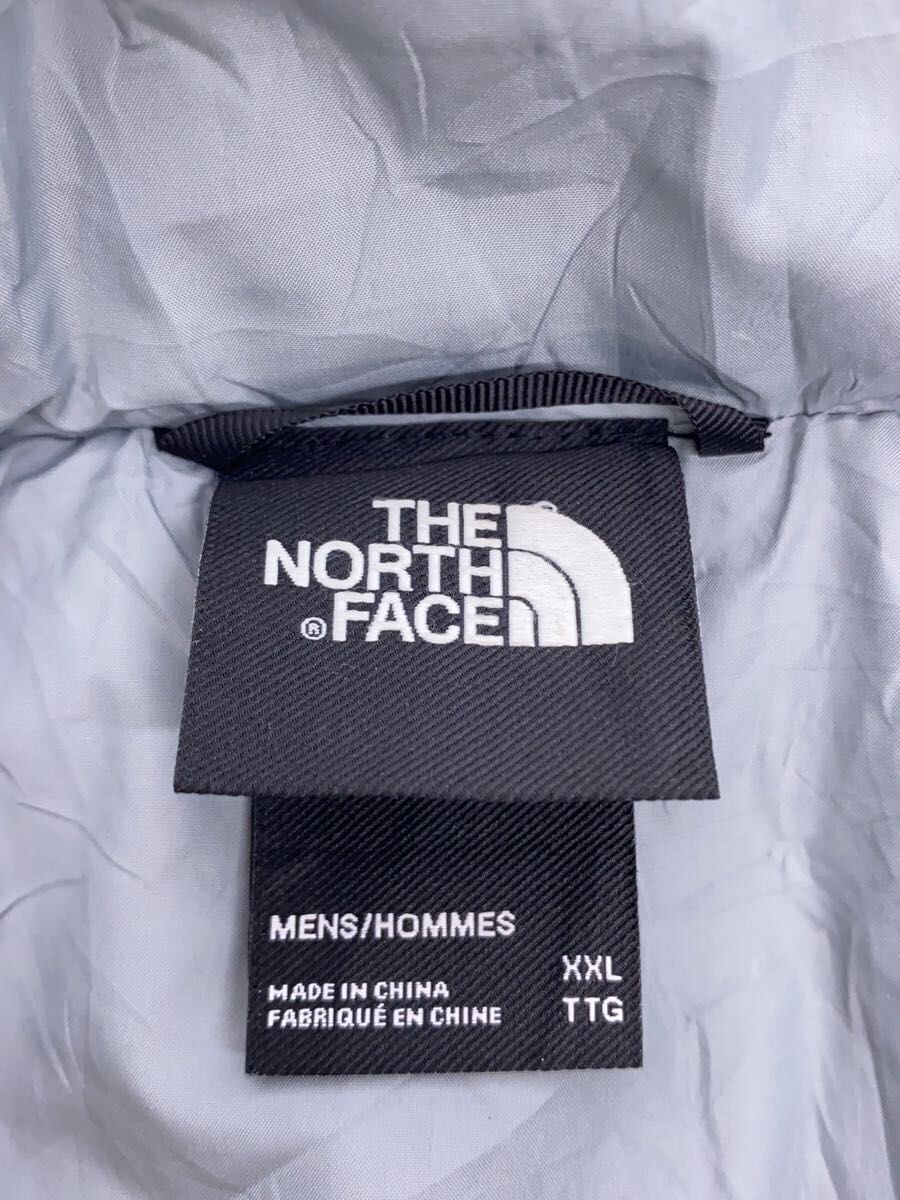 THE
NORTH
® FACE
MENS/HOMMES
XXL
MADE IN CHINA
FABRIQUÉ EN CHINE
TTG